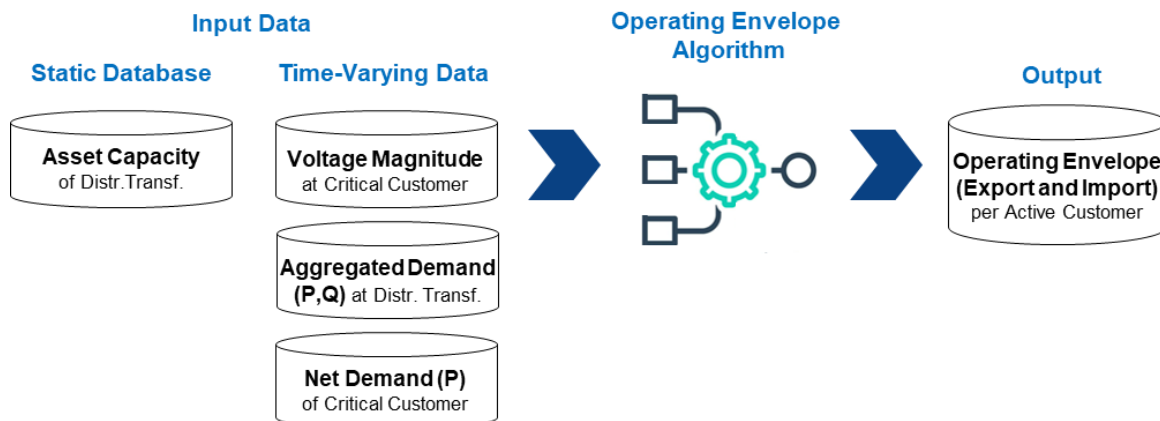 Input Data
Static Database
Asset Capacity
of Distr.Transf.
Time-Varying Data
Voltage Magnitude
at Critical Customer
Aggregated Demand
(P,Q) at Distr. Transf.
Net Demand (P)
of Critical Customer
Operating Envelope
Algorithm
Output
Operating Envelope
(Export and Import)
per Active Customer